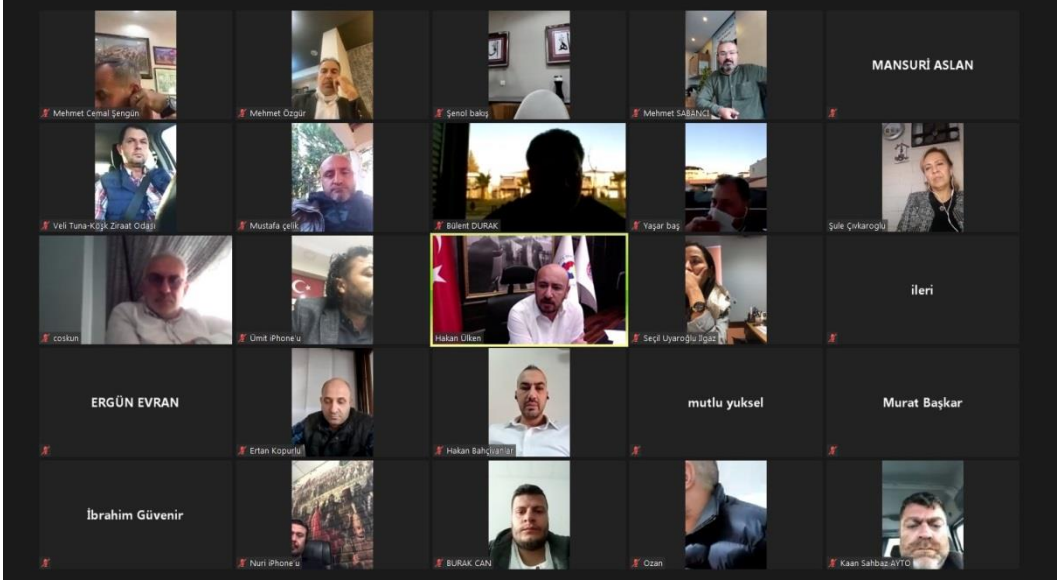 Mehmet Cemal Şengün
Mehmet Özgür
Şenol bakış
Mehmet SABANCI
MANSURİ ASLAN
Veli Tuna-Köşk Ziraat Odası
Mustafa çelik
Bülent DURAK
Yaşar baş
Şule Çıvkaroglu
coskun
Ümit iPhone'u
Hakan Ülken
Seçil Uyaroğlu Ilgaz
ileri
ERGÜN EVRAN
Ertan Kopurlu
Hakan Bahçivanlar
mutlu yuksel
Murat Başkar
İbrahim Güvenir
Nuri iPhone'u
BURAK CAN
Ozan
Kaan Sahbaz AYTO